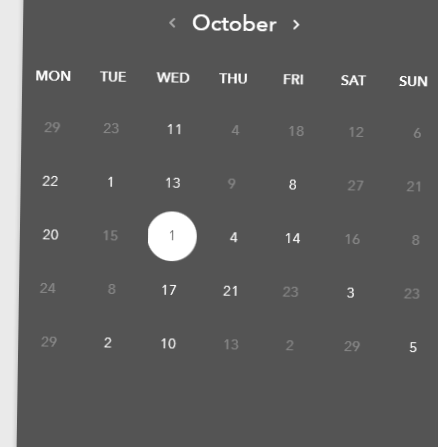 ‹ October ›
MON TUE WED THU FRI SAT SUN
29 23 11 4 18 12 6
22 1 13 9 8 27 21
20 15 1 4 14 16 8
24 8 17 21 23 3 23
29 2 10 13 2 29 5